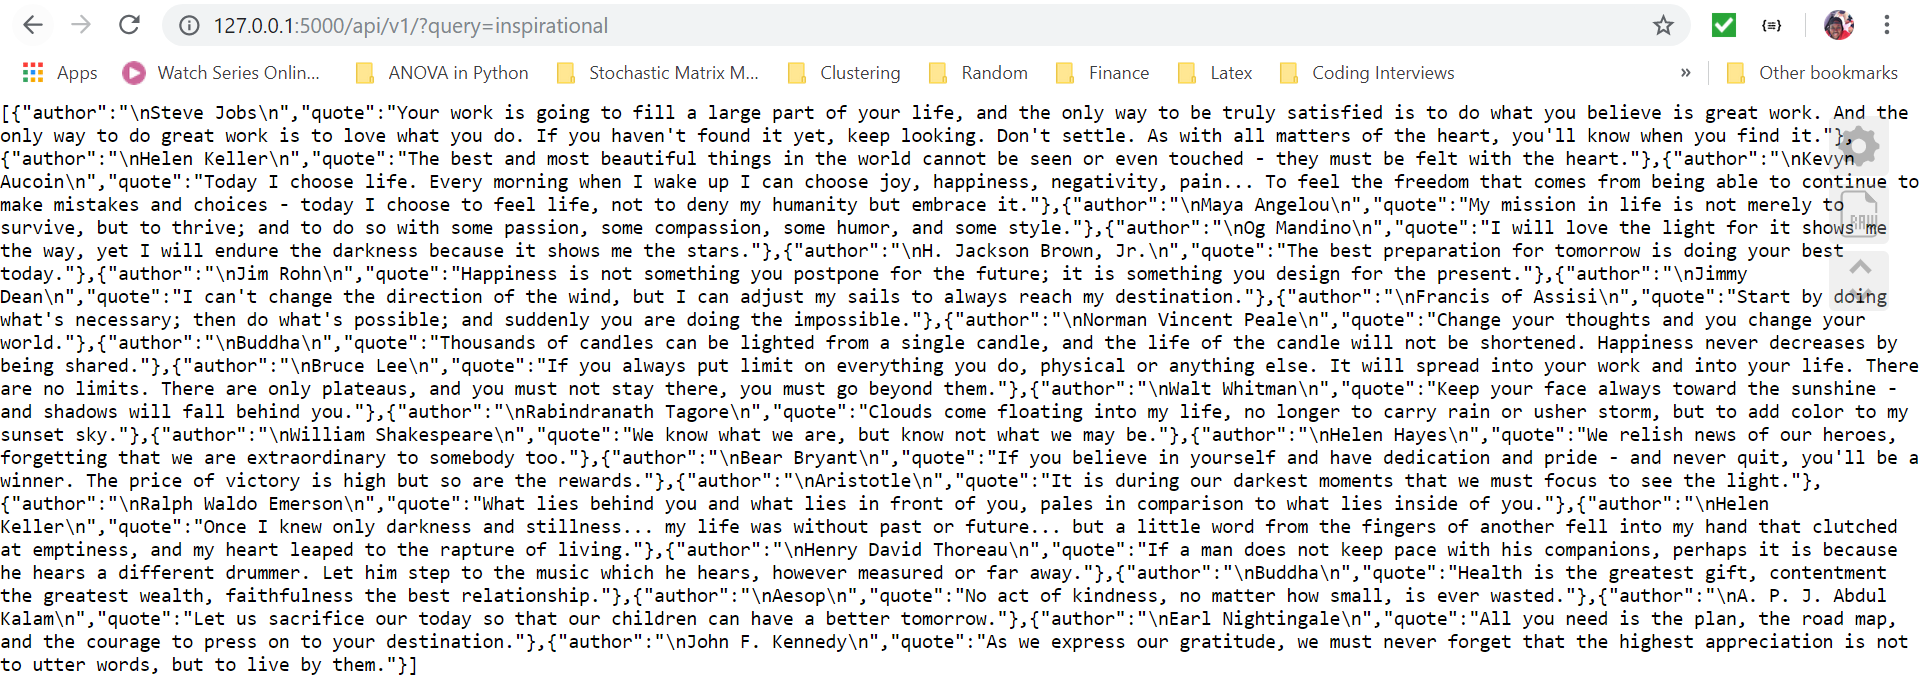 127.0.0.1:5000/api/v1/?query=inspirational
Apps Watch Series Onlin... ANOVA in Python Stochastic Matrix M... Clustering Random Finance Latex Coding Interviews » Other bookmarks
[{"author":"\nSteve Jobs\n","quote":"Your work is going to fill a large part of your life, and the only way to be truly satisfied is to do what you believe is great work. And the
only way to do great work is to love what you do. If you haven't found it yet, keep looking. Don't settle. As with all matters of the heart, you'll know when you find it."},
{"author":"\nHelen Keller\n","quote":"The best and most beautiful things in the world cannot be seen or even touched - they must be felt with the heart."},{"author":"\nKevyn
Aucoin\n","quote":"Today I choose life. Every morning when I wake up I can choose joy, happiness, negativity, pain... To feel the freedom that comes from being able to continue to
make mistakes and choices - today I choose to feel life, not to deny my humanity but embrace it."},{"author":"\nMaya Angelou\n","quote":"My mission in life is not merely to
survive, but to thrive; and to do so with some passion, some compassion, some humor, and some style."},{"author":"\nOg Mandino\n","quote":"I will love the light for it shows me
the way, yet I will endure the darkness because it shows me the stars."},{"author":"\nH. Jackson Brown, Jr.\n","quote":"The best preparation for tomorrow is doing your best
today."},{"author":"\nJim Rohn\n","quote":"Happiness is not something you postpone for the future; it is something you design for the present."},{"author":"\nJimmy
Dean\n","quote":"I can't change the direction of the wind, but I can adjust my sails to always reach my destination."},{"author":"\nFrancis of Assisi\n","quote":"Start by doing
what's necessary; then do what's possible; and suddenly you are doing the impossible."},{"author":"\nNorman Vincent Peale\n","quote":"Change your thoughts and you change your
world."},{"author":"\nBuddha\n","quote":"Thousands of candles can be lighted from a single candle, and the life of the candle will not be shortened. Happiness never decreases by
being shared."},{"author":"\nBruce Lee\n","quote":"If you always put limit on everything you do, physical or anything else. It will spread into your work and into your life. There
are no limits. There are only plateaus, and you must not stay there, you must go beyond them."},{"author":"\nWalt Whitman\n","quote":"Keep your face always toward the sunshine -
and shadows will fall behind you."},{"author":"\nRabindranath Tagore\n","quote":"Clouds come floating into my life, no longer to carry rain or usher storm, but to add color to my
sunset sky."},{"author":"\nWilliam Shakespeare\n","quote":"We know what we are, but know not what we may be."},{"author":"\nHelen Hayes\n","quote":"We relish news of our heroes,
forgetting that we are extraordinary to somebody too."},{"author":"\nBear Bryant\n","quote":"If you believe in yourself and have dedication and pride - and never quit, you'll be a
winner. The price of victory is high but so are the rewards."},{"author":"\nAristotle\n","quote":"It is during our darkest moments that we must focus to see the light."},
{"author":"\nRalph Waldo Emerson\n","quote":"What lies behind you and what lies in front of you, pales in comparison to what lies inside of you."},{"author":"\nHelen
Keller\n","quote":"Once I knew only darkness and stillness... my life was without past or future... but a little word from the fingers of another fell into my hand that clutched
at emptiness, and my heart leaped to the rapture of living."},{"author":"\nHenry David Thoreau\n","quote":"If a man does not keep pace with his companions, perhaps it is because
he hears a different drummer. Let him step to the music which he hears, however measured or far away."},{"author":"\nBuddha\n","quote":"Health is the greatest gift, contentment
the greatest wealth, faithfulness the best relationship."},{"author":"\nAesop\n","quote":"No act of kindness, no matter how small, is ever wasted."},{"author":"\nA. P. J. Abdul
Kalam\n","quote":"Let us sacrifice our today so that our children can have a better tomorrow."},{"author":"\nEarl Nightingale\n","quote":"All you need is the plan, the road map,
and the courage to press on to your destination."},{"author":"\nJohn F. Kennedy\n","quote":"As we express our gratitude, we must never forget that the highest appreciation is not
to utter words, but to live by them."}]
RAW